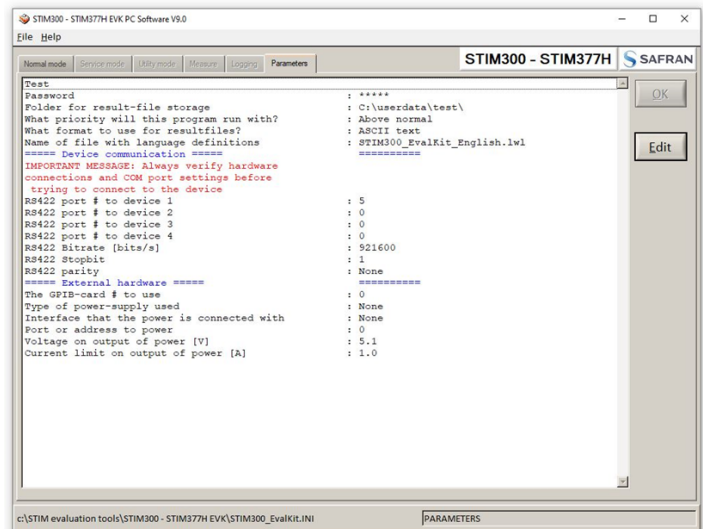 STIM300 - STIM377H EVK PC Software V9.0
File Help
Normal mode Service mode Utility mode Measure Logging Parameters
STIM300 - STIM377H SAFRAN
Test
Password : *****
Folder for result-file storage : C:\userdata\test\
What priority will this program run with? : Above normal
What format to use for resultfiles? : ASCII text
Name of file with language definitions : STIM300_EvalKit_English.lwl
===== Device communication ===== ==========
IMPORTANT MESSAGE: Always verify hardware
connections and COM port settings before
trying to connect to the device
RS422 port # to device 1 : 5
RS422 port # to device 2 : 0
RS422 port # to device 3 : 0
RS422 port # to device 4 : 0
RS422 Bitrate [bits/s] : 921600
RS422 Stopbit : 1
RS422 parity : None
===== External hardware ===== ==========
The GPIB-card # to use : 0
Type of power-supply used : None
Interface that the power is connected with : None
Port or address to power : 0
Voltage on output of power [V] : 5.1
Current limit on output of power [A] : 1.0
OK
Edit
c:\STIM evaluation tools\STIM300 - STIM377H EVK\STIM300_EvalKit.INI PARAMETERS